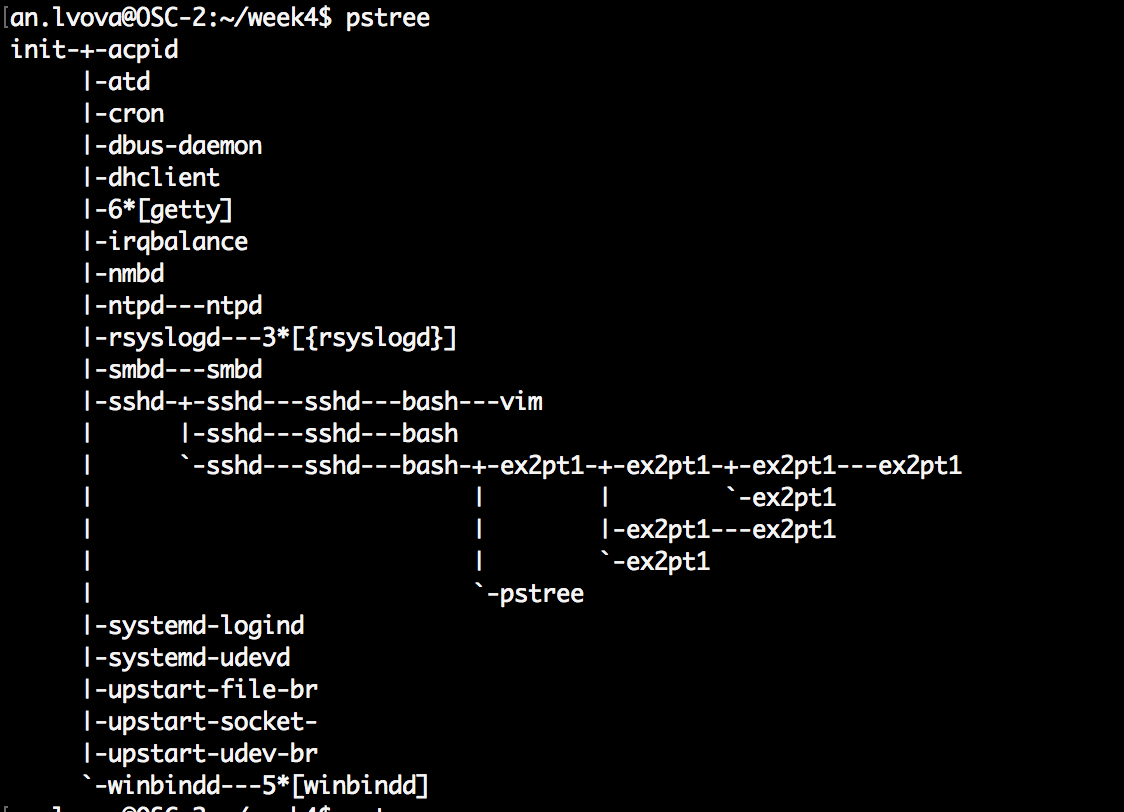 [an.lvova@OSC-2:~/week4$ pstree
init-+-acpid
     |-atd
     |-cron
     |-dbus-daemon
     |-dhclient
     |-6*[getty]
     |-irqbalance
     |-nmbd
     |-ntpd---ntpd
     |-rsyslogd---3*[{rsyslogd}]
     |-smbd---smbd
     |-sshd-+-sshd---sshd---bash---vim
     |      |-sshd---sshd---bash
     |      `-sshd---sshd---bash-+-ex2pt1-+-ex2pt1-+-ex2pt1---ex2pt1
     |                           |        |        `-ex2pt1
     |                           |        |-ex2pt1---ex2pt1
     |                           |        `-ex2pt1
     |                           `-pstree
     |-systemd-logind
     |-systemd-udevd
     |-upstart-file-br
     |-upstart-socket-
     |-upstart-udev-br
     `-winbindd---5*[winbindd]